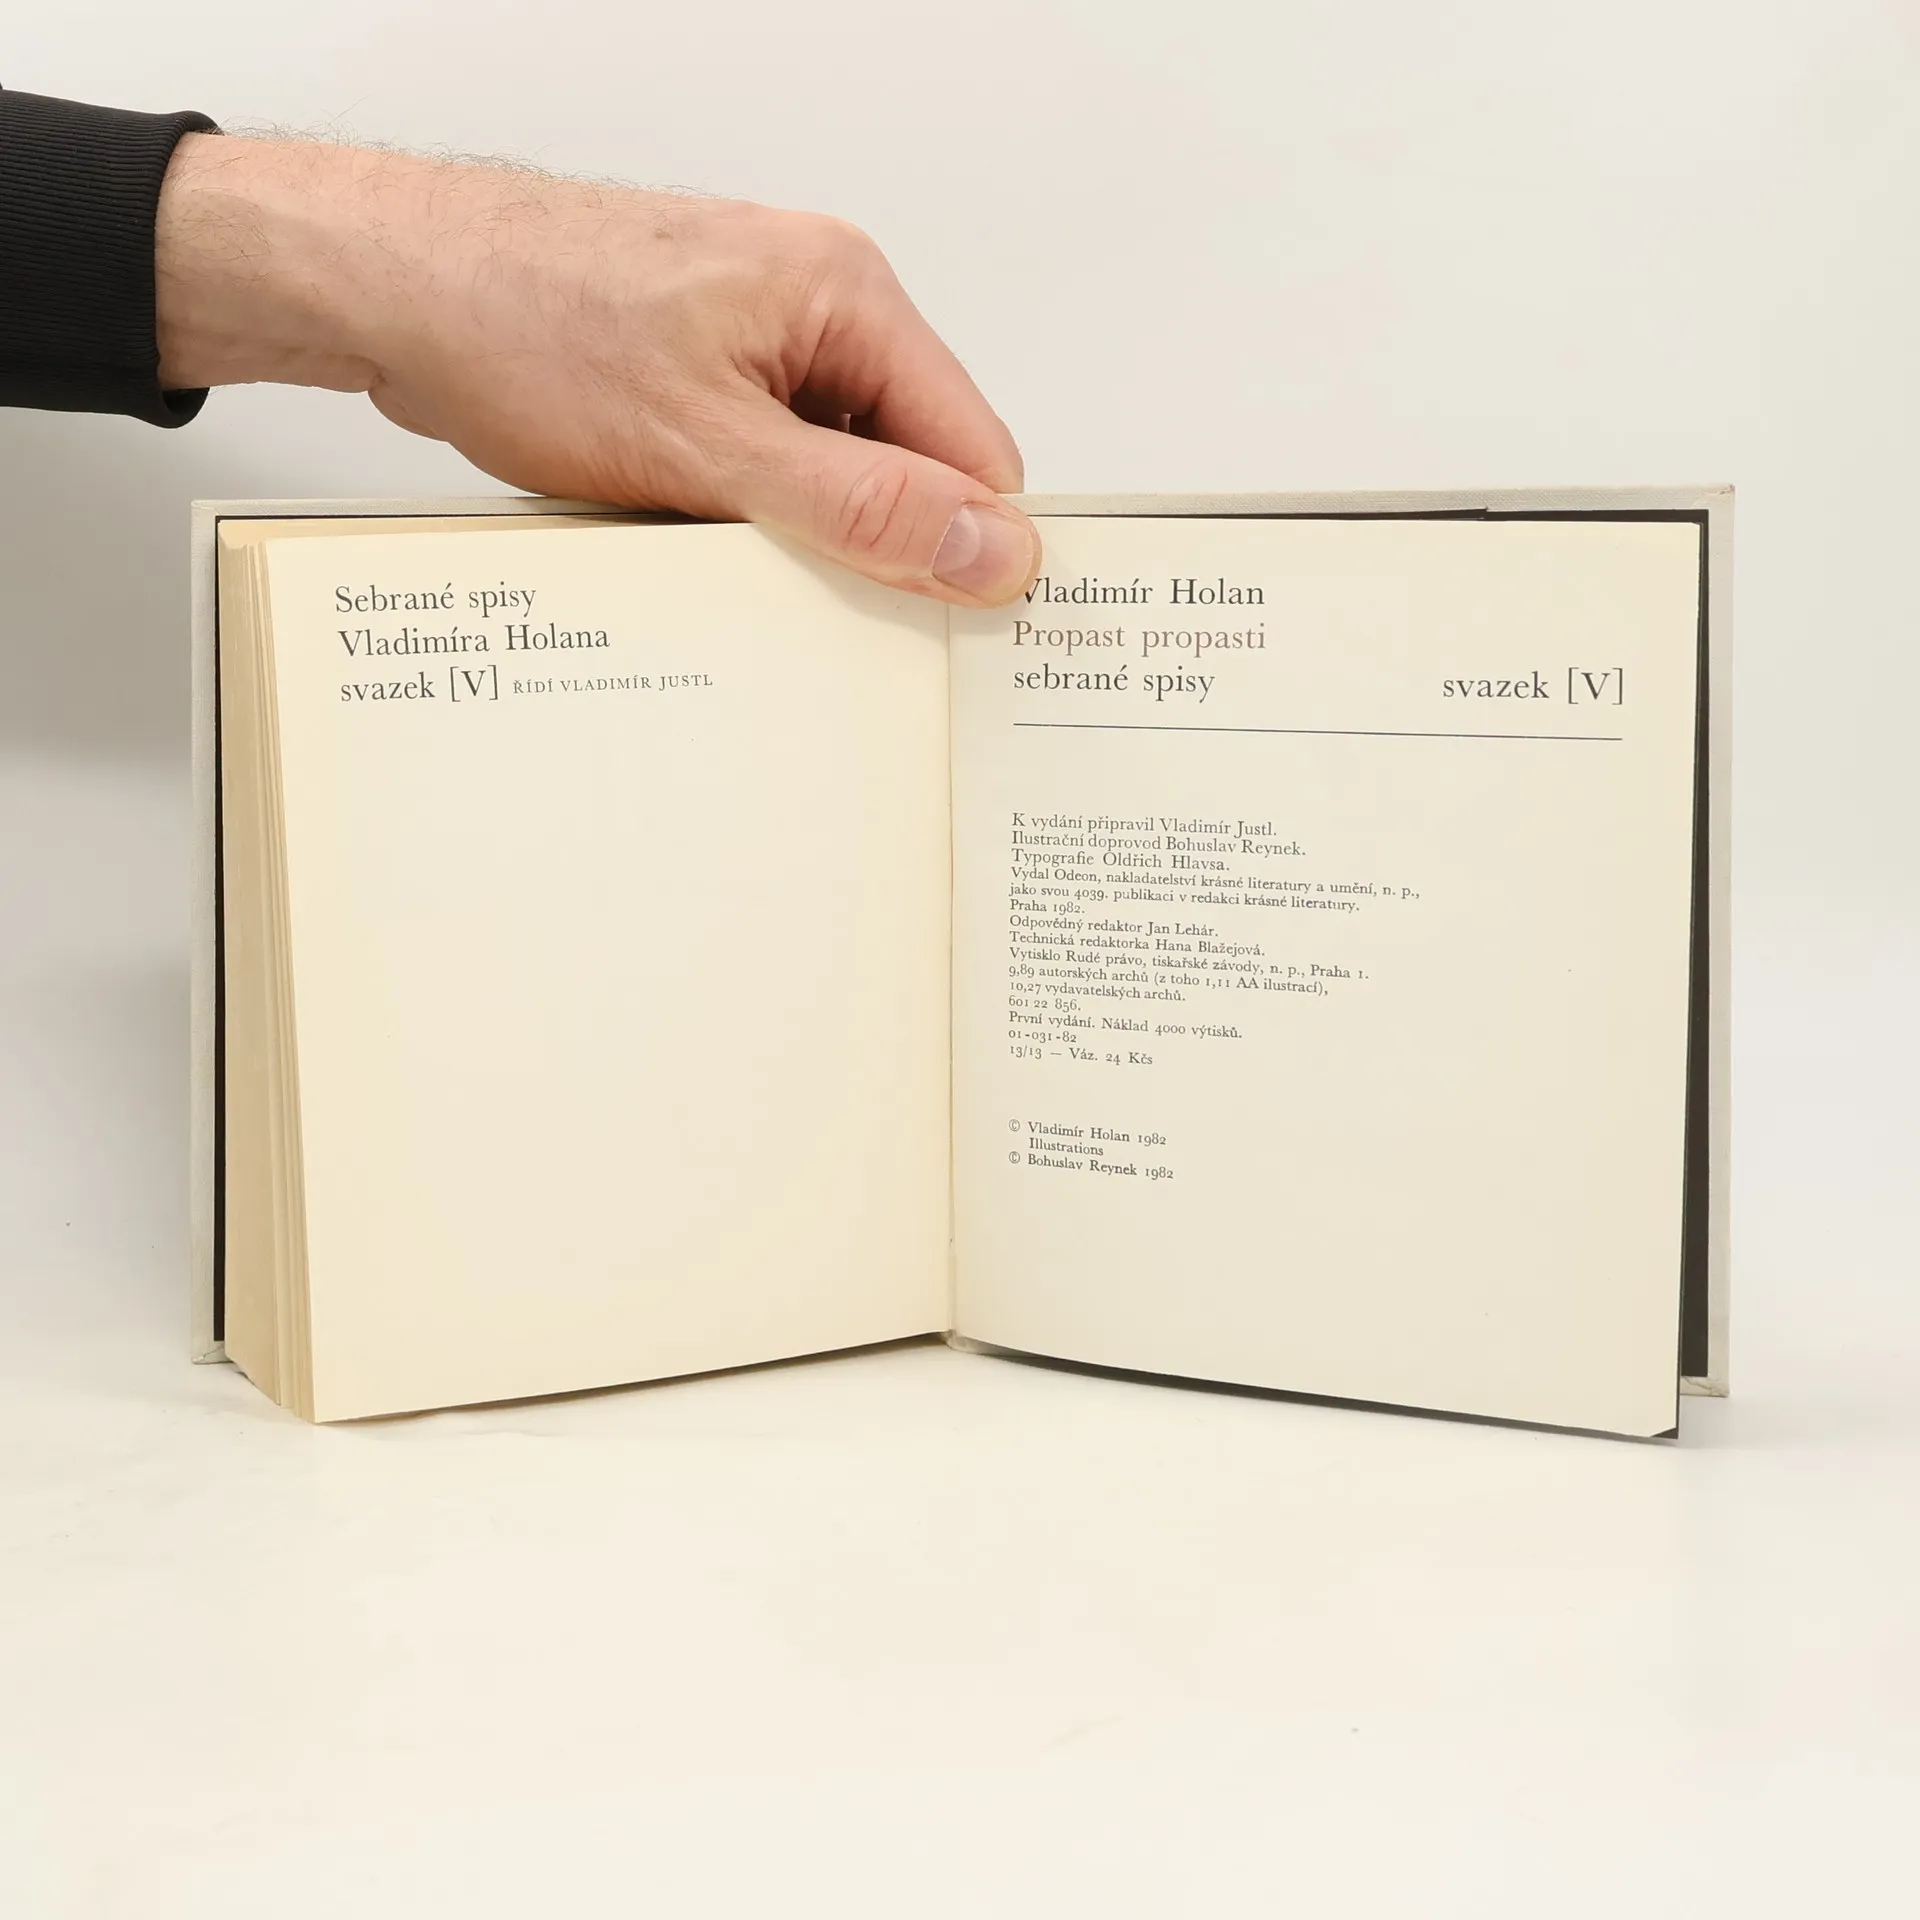 Sebrané spisy
Vladimíra Holana
svazek [V] ŘÍDÍ VLADIMÍR JUSTL
Vladimír Holan
Propast propasti
sebrané spisy svazek [V]
K vydání připravil Vladimír Justl.
Ilustrační doprovod Bohuslav Reynek.
Typografie Oldřich Hlavsa.
Vydal Odeon, nakladatelství krásné literatury a umění, n. p.,
jako svou 4039. publikaci v redakci krásné literatury.
Praha 1982.
Odpovědný redaktor Jan Lehár.
Technická redaktorka Hana Blažejová.
Vytisklo Rudé právo, tiskařské závody, n. p., Praha 1.
9,89 autorských archů (z toho 1,11 AA ilustrací),
10,27 vydavatelských archů.
601 22 856.
První vydání. Náklad 4000 výtisků.
01-031-82
13/13 — Váz. 24 Kčs
© Vladimír Holan 1982
Illustrations
© Bohuslav Reynek 1982